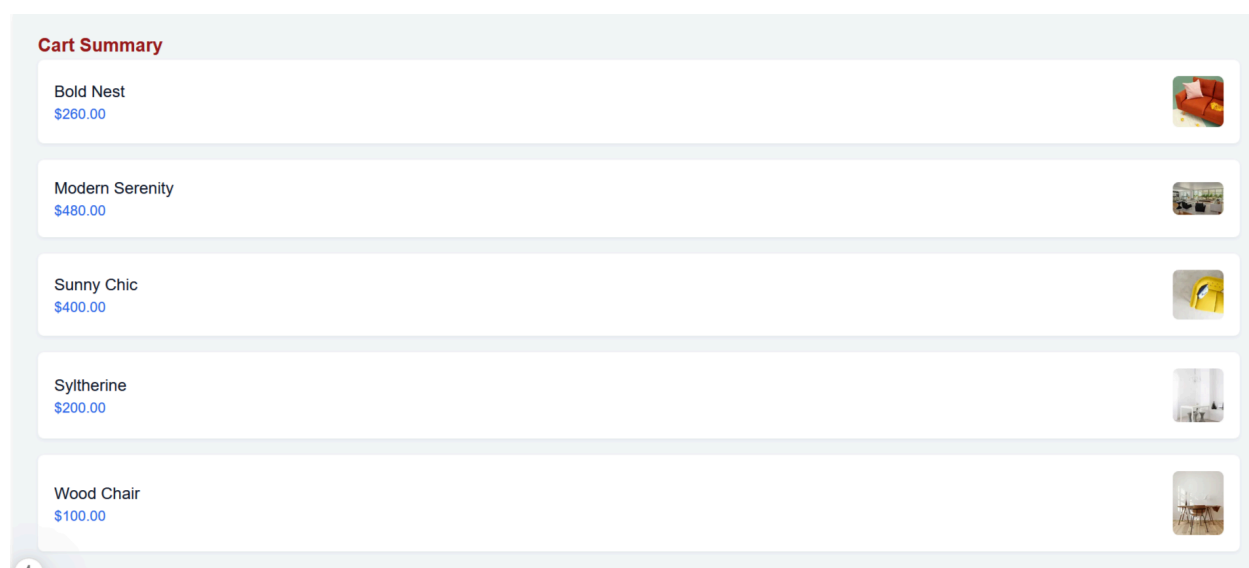 Cart Summary
Bold Nest
$260.00
Modern Serenity
$480.00
Sunny Chic
$400.00
Syltherine
$200.00
Wood Chair
$100.00